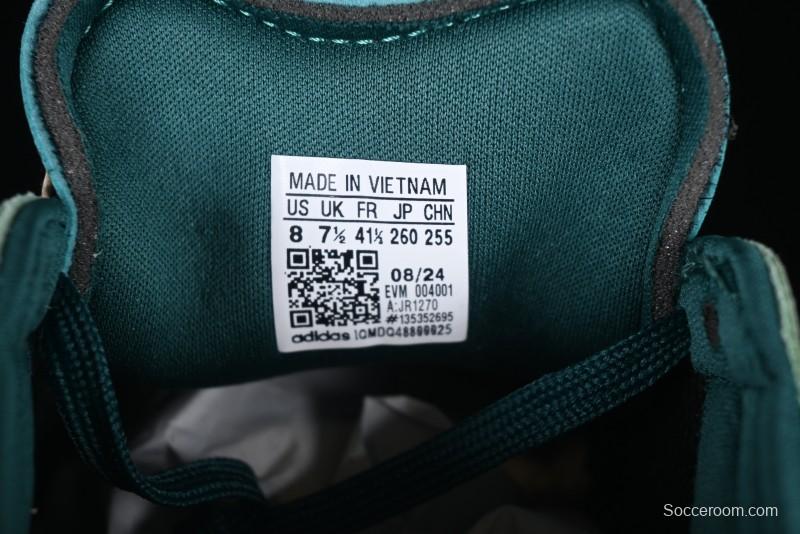 MADE IN VIETNAM
US UK FR JP CHN
8 7½ 41⅓ 260 255
08/24
EVM 004001
A:JR1270
#135352695
adidas
Socceroom.com